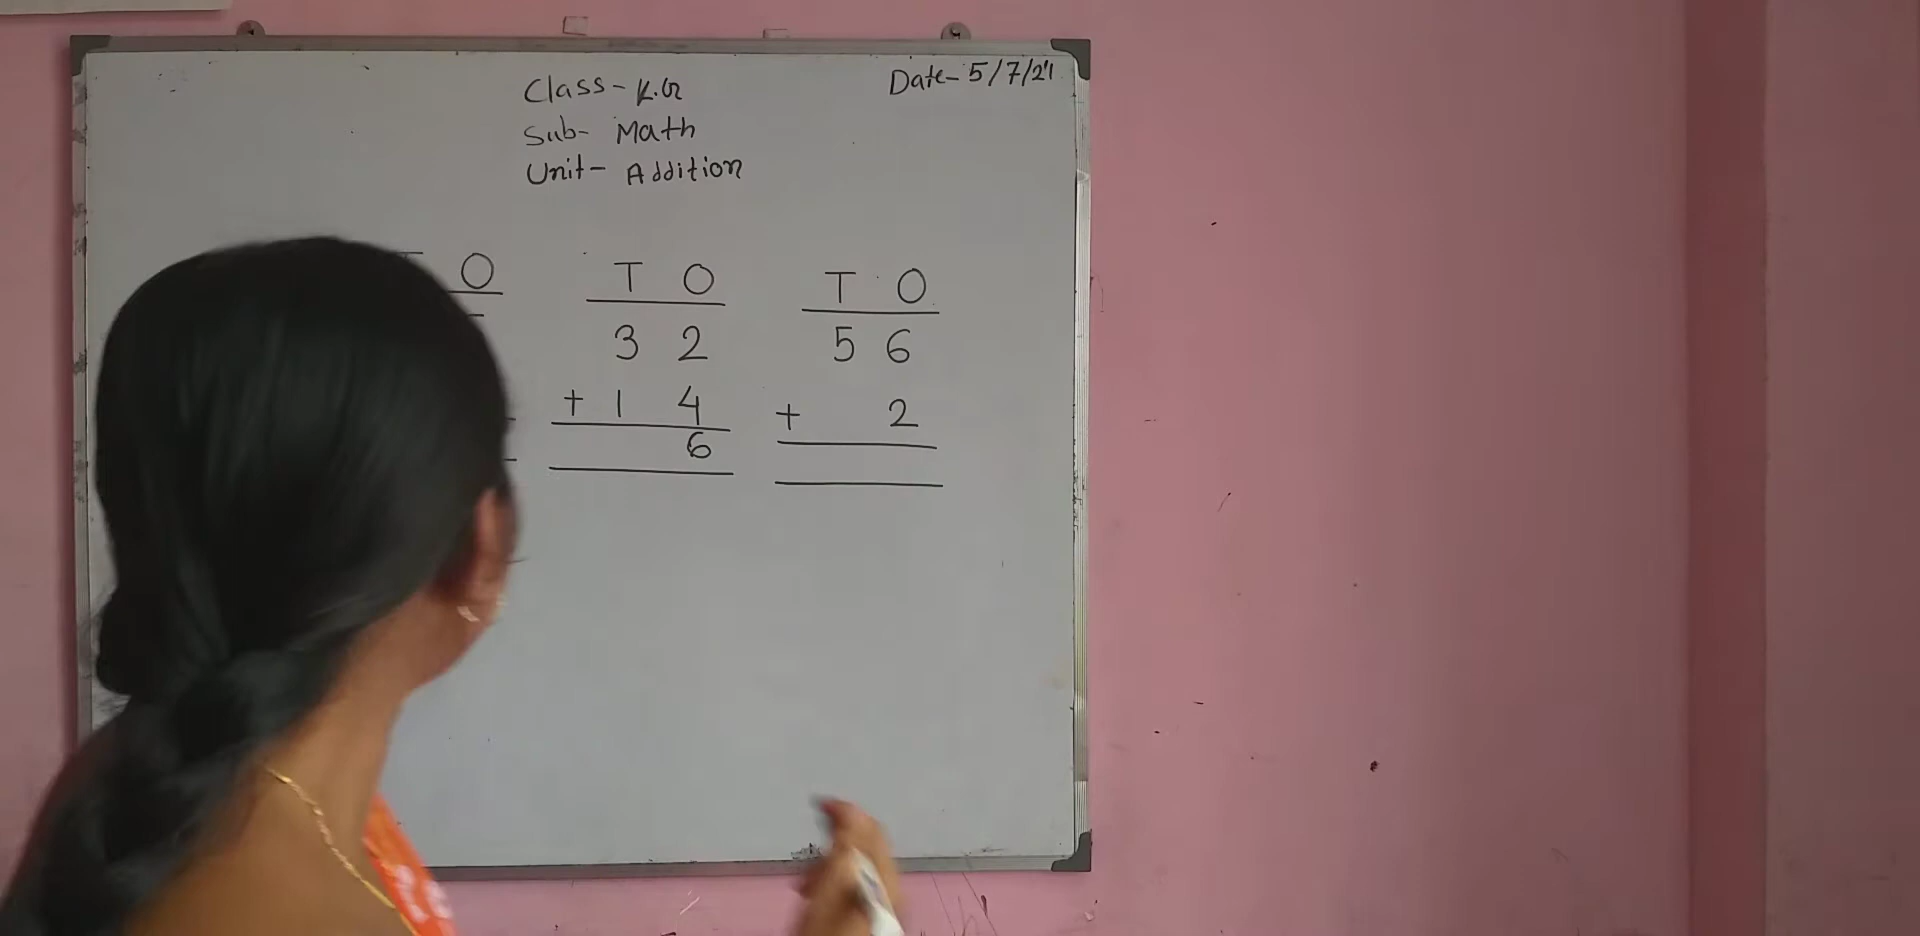 Class- K.G
Date- 5/7/21
Sub- Math
Unit- Addition
O
T O
T O
3 2
5 6
+ 1 4
+ 2
6